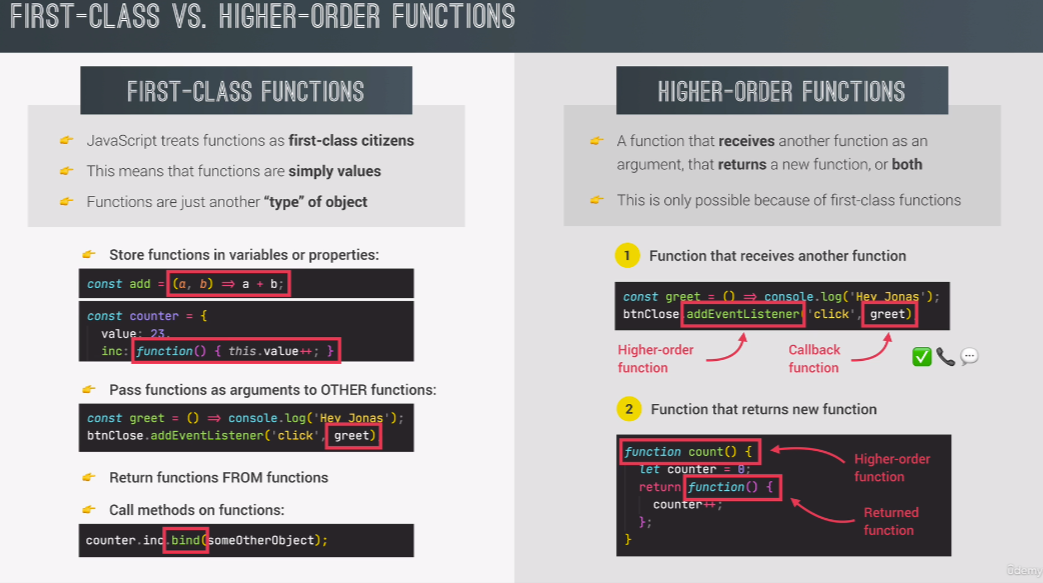 FIRST-CLASS VS. HIGHER-ORDER FUNCTIONS
FIRST-CLASS FUNCTIONS
JavaScript treats functions as first-class citizens
This means that functions are simply values
Functions are just another “type” of object
Store functions in variables or properties:
const add = (a, b) => a + b;
const counter = {
value: 23,
inc: function() { this.value++; }
Pass functions as arguments to OTHER functions:
const greet = () => console.log('Hey Jonas');
btnClose.addEventListener('click', greet)
Return functions FROM functions
Call methods on functions:
counter.inc.bind(someOtherObject);
HIGHER-ORDER FUNCTIONS
A function that receives another function as an
argument, that returns a new function, or both
This is only possible because of first-class functions
1 Function that receives another function
const greet = () => console.log('Hey Jonas');
btnClose.addEventListener('click', greet)
Higher-order
function
Callback
function
2 Function that returns new function
function count() {
let counter = 0;
return function() {
counter++;
};
}
Higher-order
function
Returned
function
Udemy